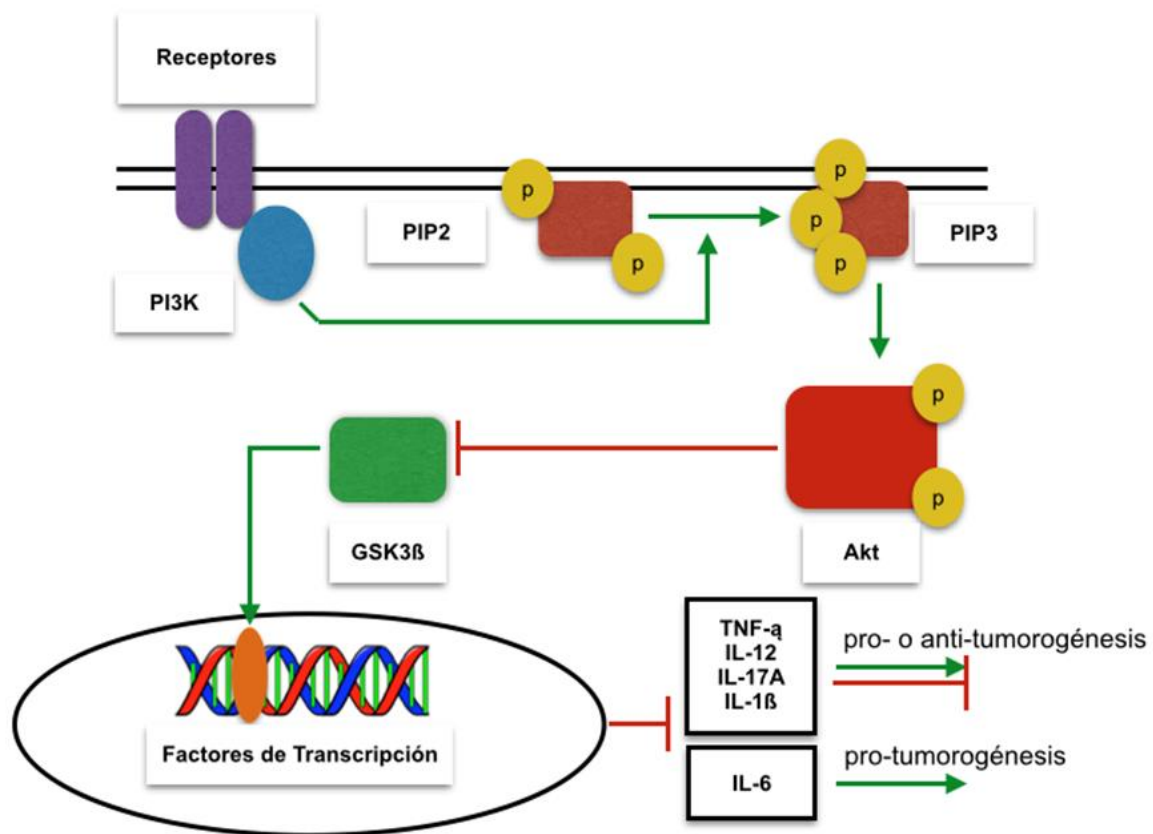 Receptores
p
p
p
p
p
PIP2
PIP3
PI3K
p
p
GSK3ß
Akt
TNF-ą
IL-12
IL-17A
IL-1ß
pro- o anti-tumorogénesis
Factores de Transcripción
IL-6
pro-tumorogénesis